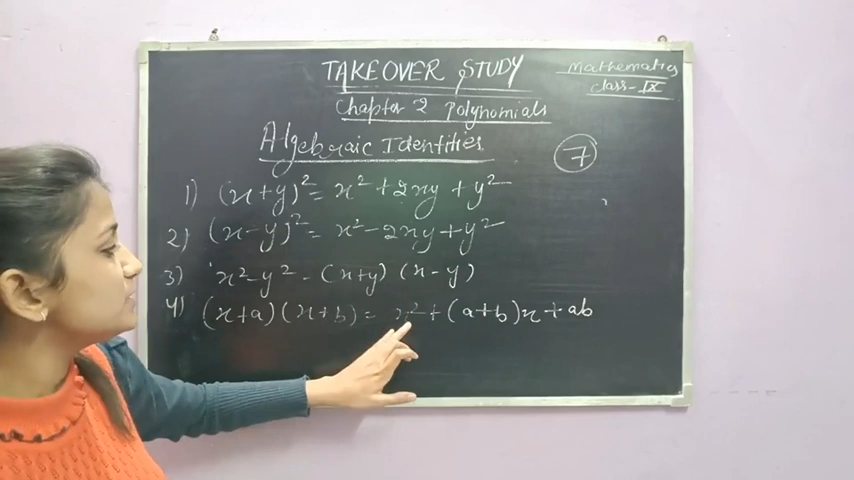 TAKEOVER STUDY
Mathematics
Class-IX
Chapter 2 Polynomials
Algebraic Identities
7
1) (x+y)² = x² + 2xy + y²
2) (x-y)² = x² - 2xy + y²
3) x² - y² - (x+y) (x-y)
4) (x+a) (x+b) = x² + (a+b)x + ab